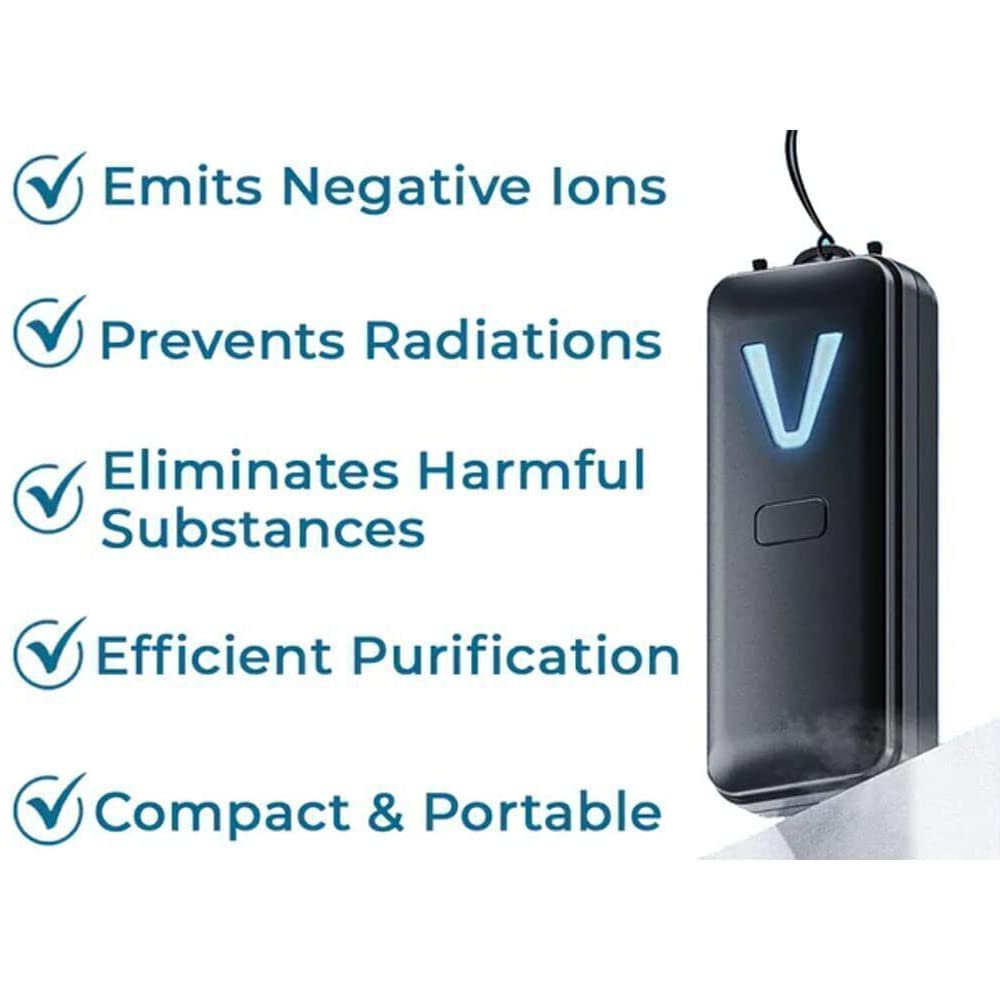 Emits Negative Ions
Prevents Radiations
Eliminates Harmful
Substances
Efficient Purification
Compact & Portable
V